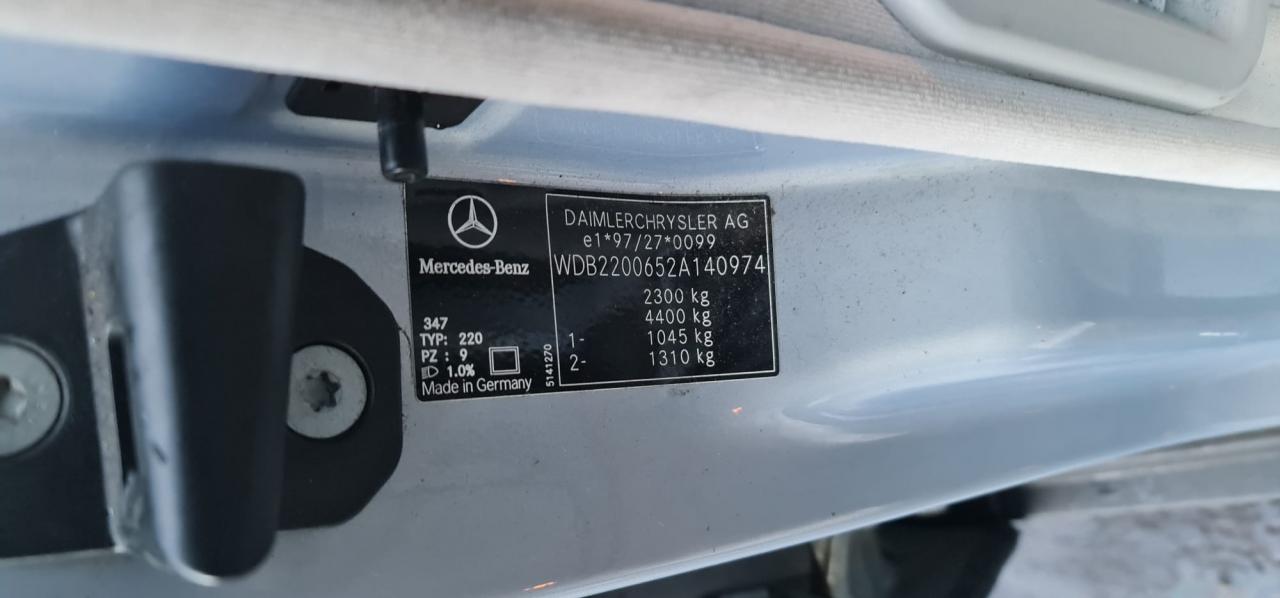 Mercedes-Benz
347
TYP: 220
PZ : 9
1.0%
Made in Germany
5141270
DAIMLERCHRYSLER AG
e1*97/27*0099
WDB2200652A140974
2300 kg
4400 kg
1- 1045 kg
2- 1310 kg